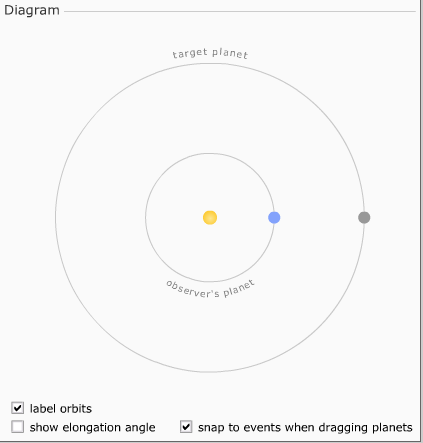 Diagram
target planet
observer's planet
label orbits
show elongation angle
snap to events when dragging planets